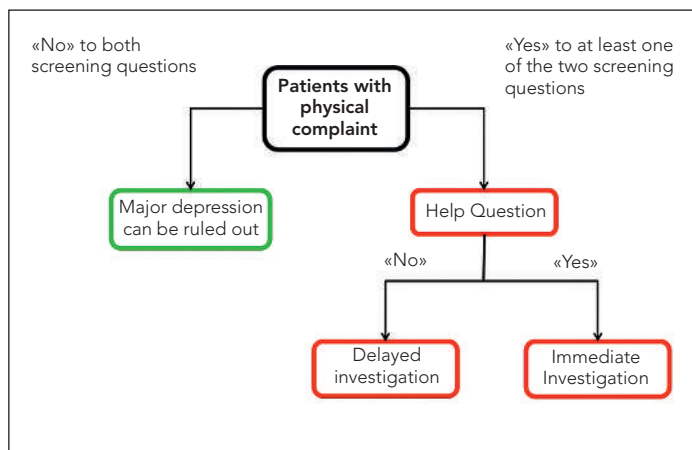 «No» to both
screening questions
«Yes» to at least one
of the two screening
questions
Patients with
physical
complaint
Major depression
can be ruled out
Help Question
«No»
«Yes»
Delayed
investigation
Immediate
Investigation